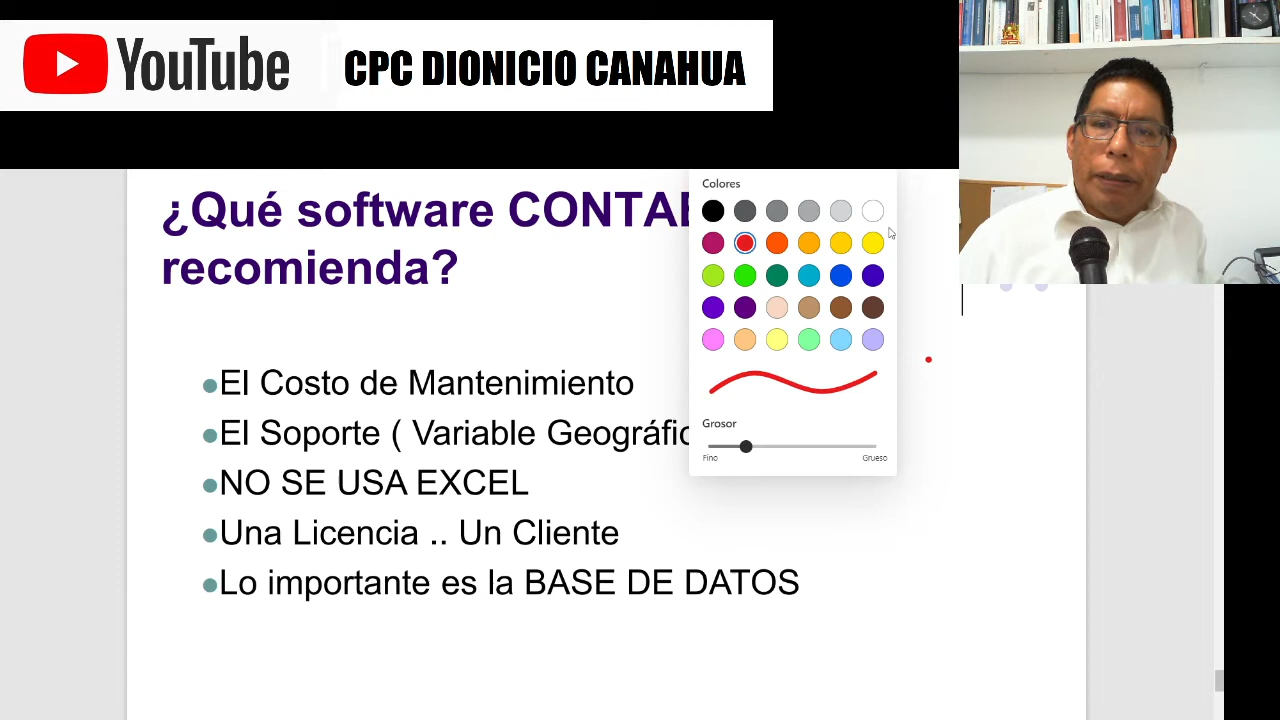 YouTube
CPC DIONICIO CANAHUA
¿Qué software CONTAB
recomienda?
Colores
El Costo de Mantenimiento
El Soporte ( Variable Geográfic
NO SE USA EXCEL
Una Licencia .. Un Cliente
Lo importante es la BASE DE DATOS
Grosor
Fino
Grueso